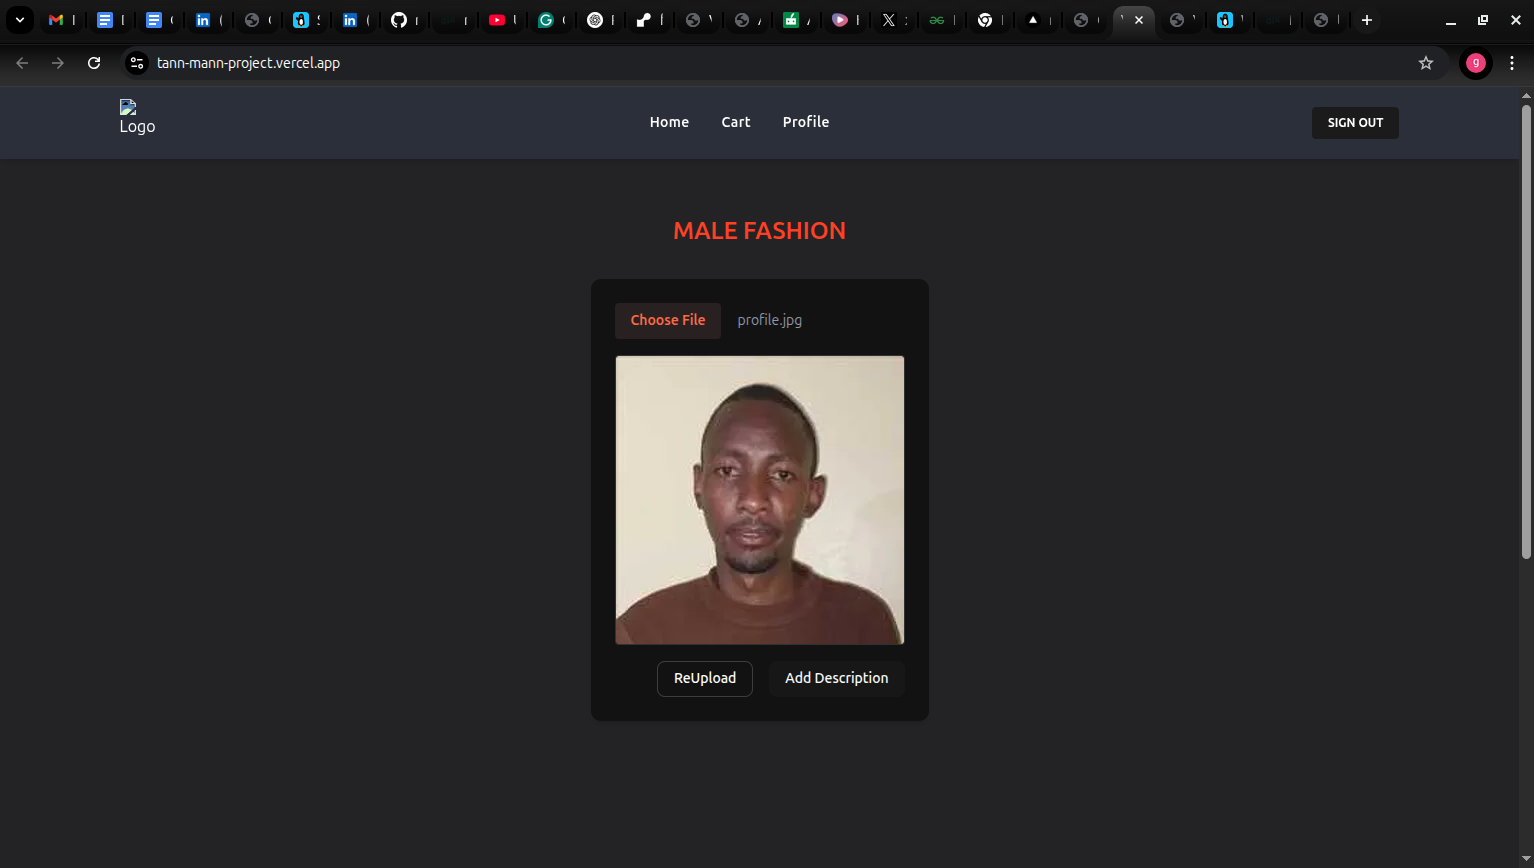 tann-mann-project.vercel.app
g
Logo
Home Cart Profile
SIGN OUT
MALE FASHION
Choose File profile.jpg
ReUpload Add Description